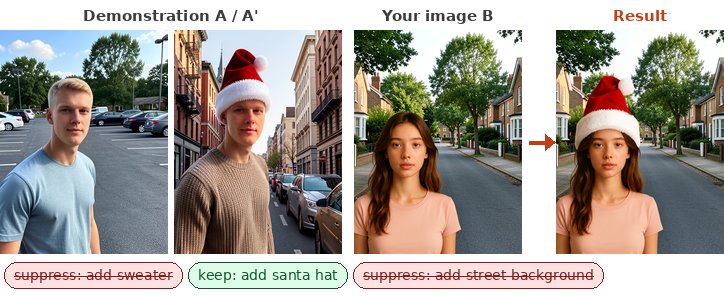 Demonstration A / A'
Your image B
Result
suppress: add sweater
keep: add santa hat
suppress: add street background